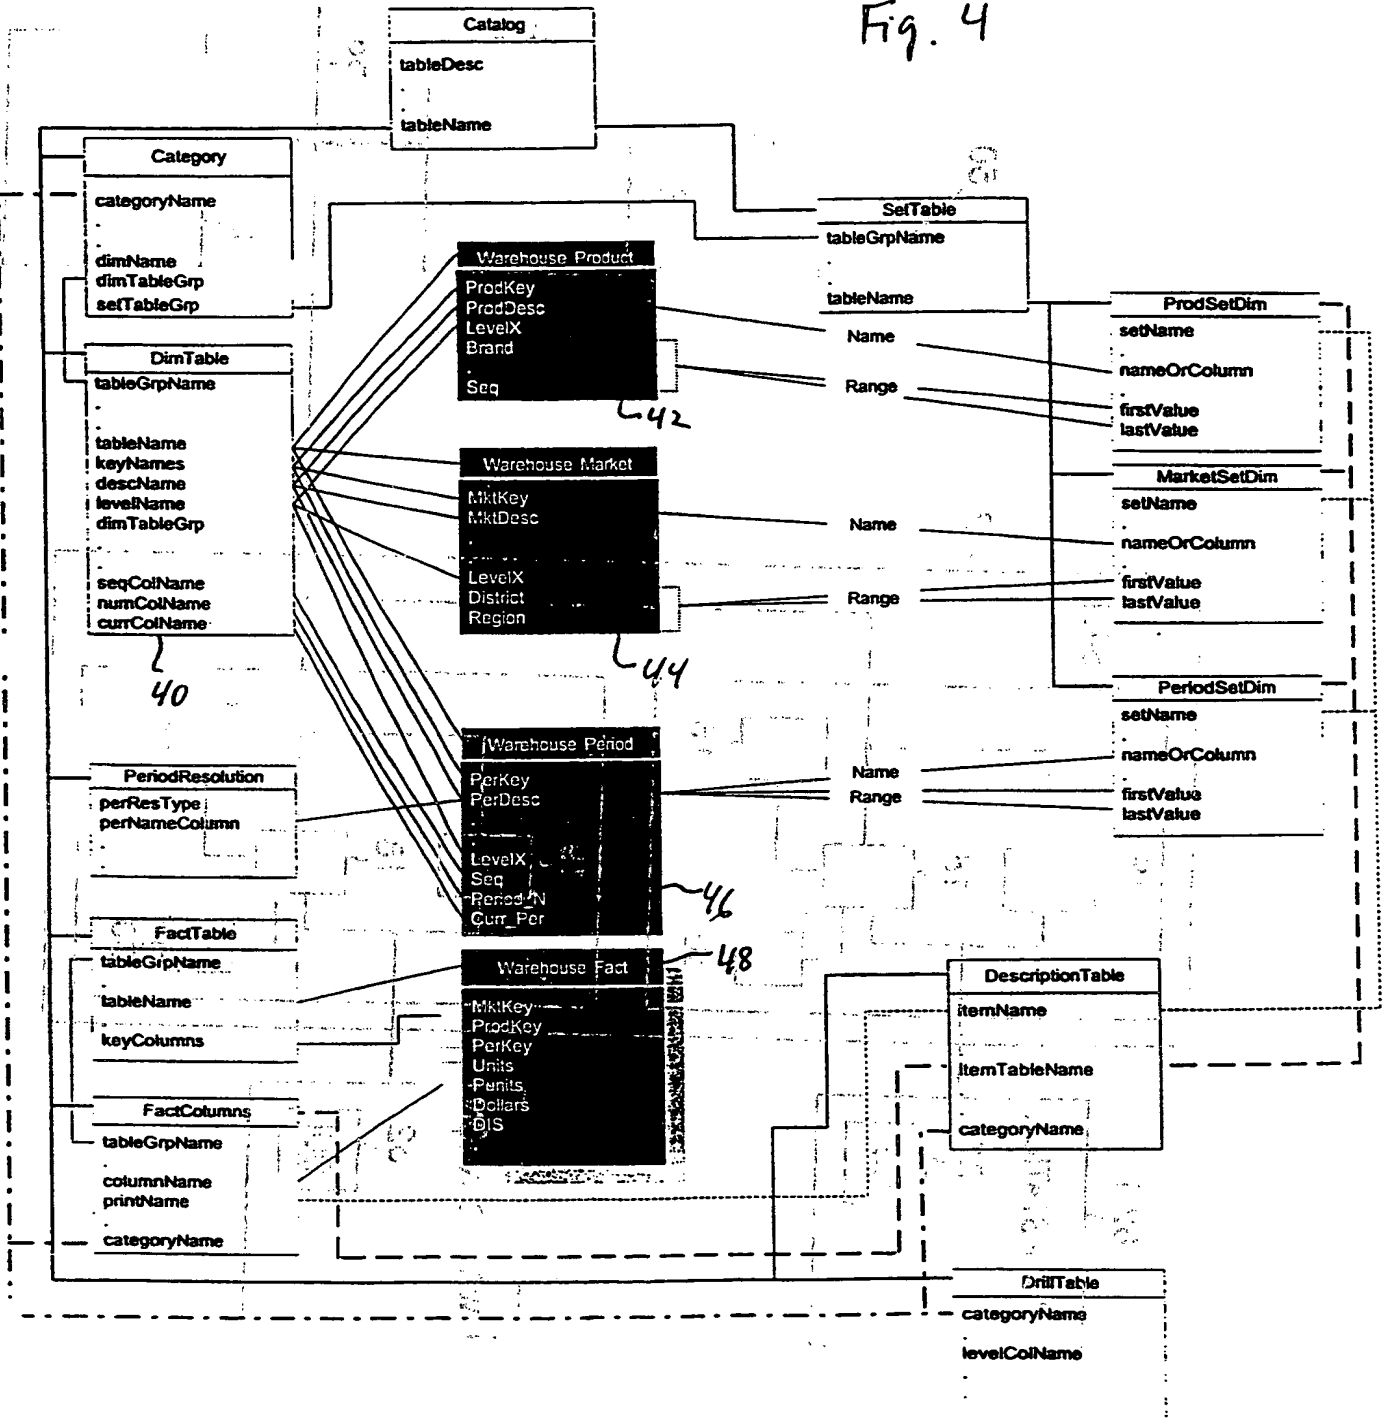 Fig. 4
Catalog
tableDesc
.
.
tableName
Category
categoryName
.
.
dimName
dimTableGrp
setTableGrp
DimTable
tableGrpName
.
.
tableName
keyNames
descName
levelName
dimTableGrp
.
.
seqColName
numColName
currColName
40
PeriodResolution
perResType
perNameColumn
.
.
FactTable
tableGrpName
.
tableName
.
keyColumns
FactColumns
tableGrpName
.
columnName
printName
.
categoryName
Warehouse Product
ProdKey
ProdDesc
LevelX
Brand
.
Seq
42
Warehouse Market
MktKey
MktDesc
.
LevelX
District
Region
44
Warehouse Period
PerKey
PerDesc
.
LevelX
Seq
Period_N
Curr_Per
46
Warehouse Fact
48
MktKey
ProdKey
PerKey
Units
Penits
Dollars
DIS
.
Name
Range
Name
Range
Name
Range
SetTable
tableGrpName
.
.
tableName
ProdSetDim
setName
.
nameOrColumn
.
firstValue
lastValue
MarketSetDim
setName
.
nameOrColumn
.
firstValue
lastValue
PeriodSetDim
setName
.
nameOrColumn
.
firstValue
lastValue
DescriptionTable
itemName
.
.
itemTableName
.
.
categoryName
DrillTable
categoryName
.
levelColName
.
.